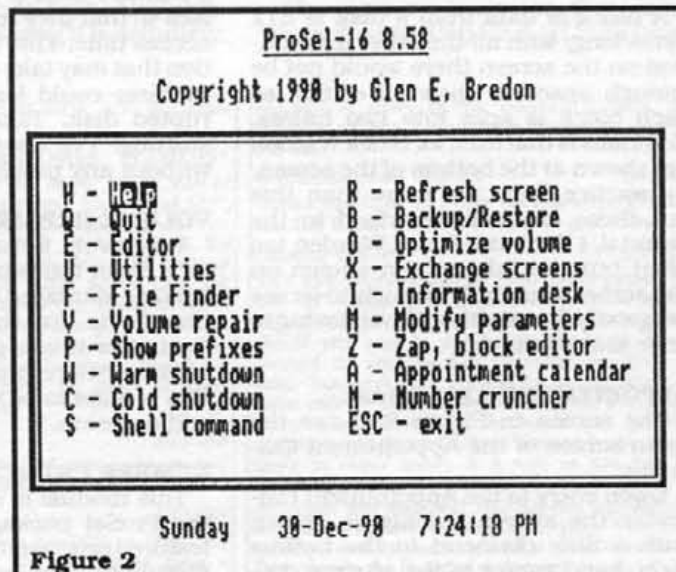 ProSel-16 8.58
Copyright 1990 by Glen E. Bredon
H - Help R - Refresh screen
Q - Quit B - Backup/Restore
E - Editor O - Optimize volume
U - Utilities X - Exchange screens
F - File Finder I - Information desk
V - Volume repair M - Modify parameters
P - Show prefixes Z - Zap, block editor
W - Warm shutdown A - Appointment calendar
C - Cold shutdown N - Number cruncher
S - Shell command ESC - exit
Sunday 30-Dec-90 7:24:10 PM
Figure 2